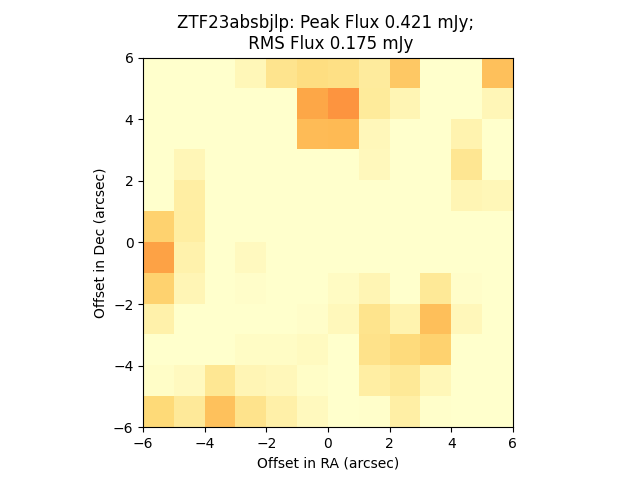 ZTF23absbjlp: Peak Flux 0.421 mJy;
RMS Flux 0.175 mJy
6
4
2
0
−2
−4
−6
Offset in Dec (arcsec)
−6 −4 −2 0 2 4 6
Offset in RA (arcsec)